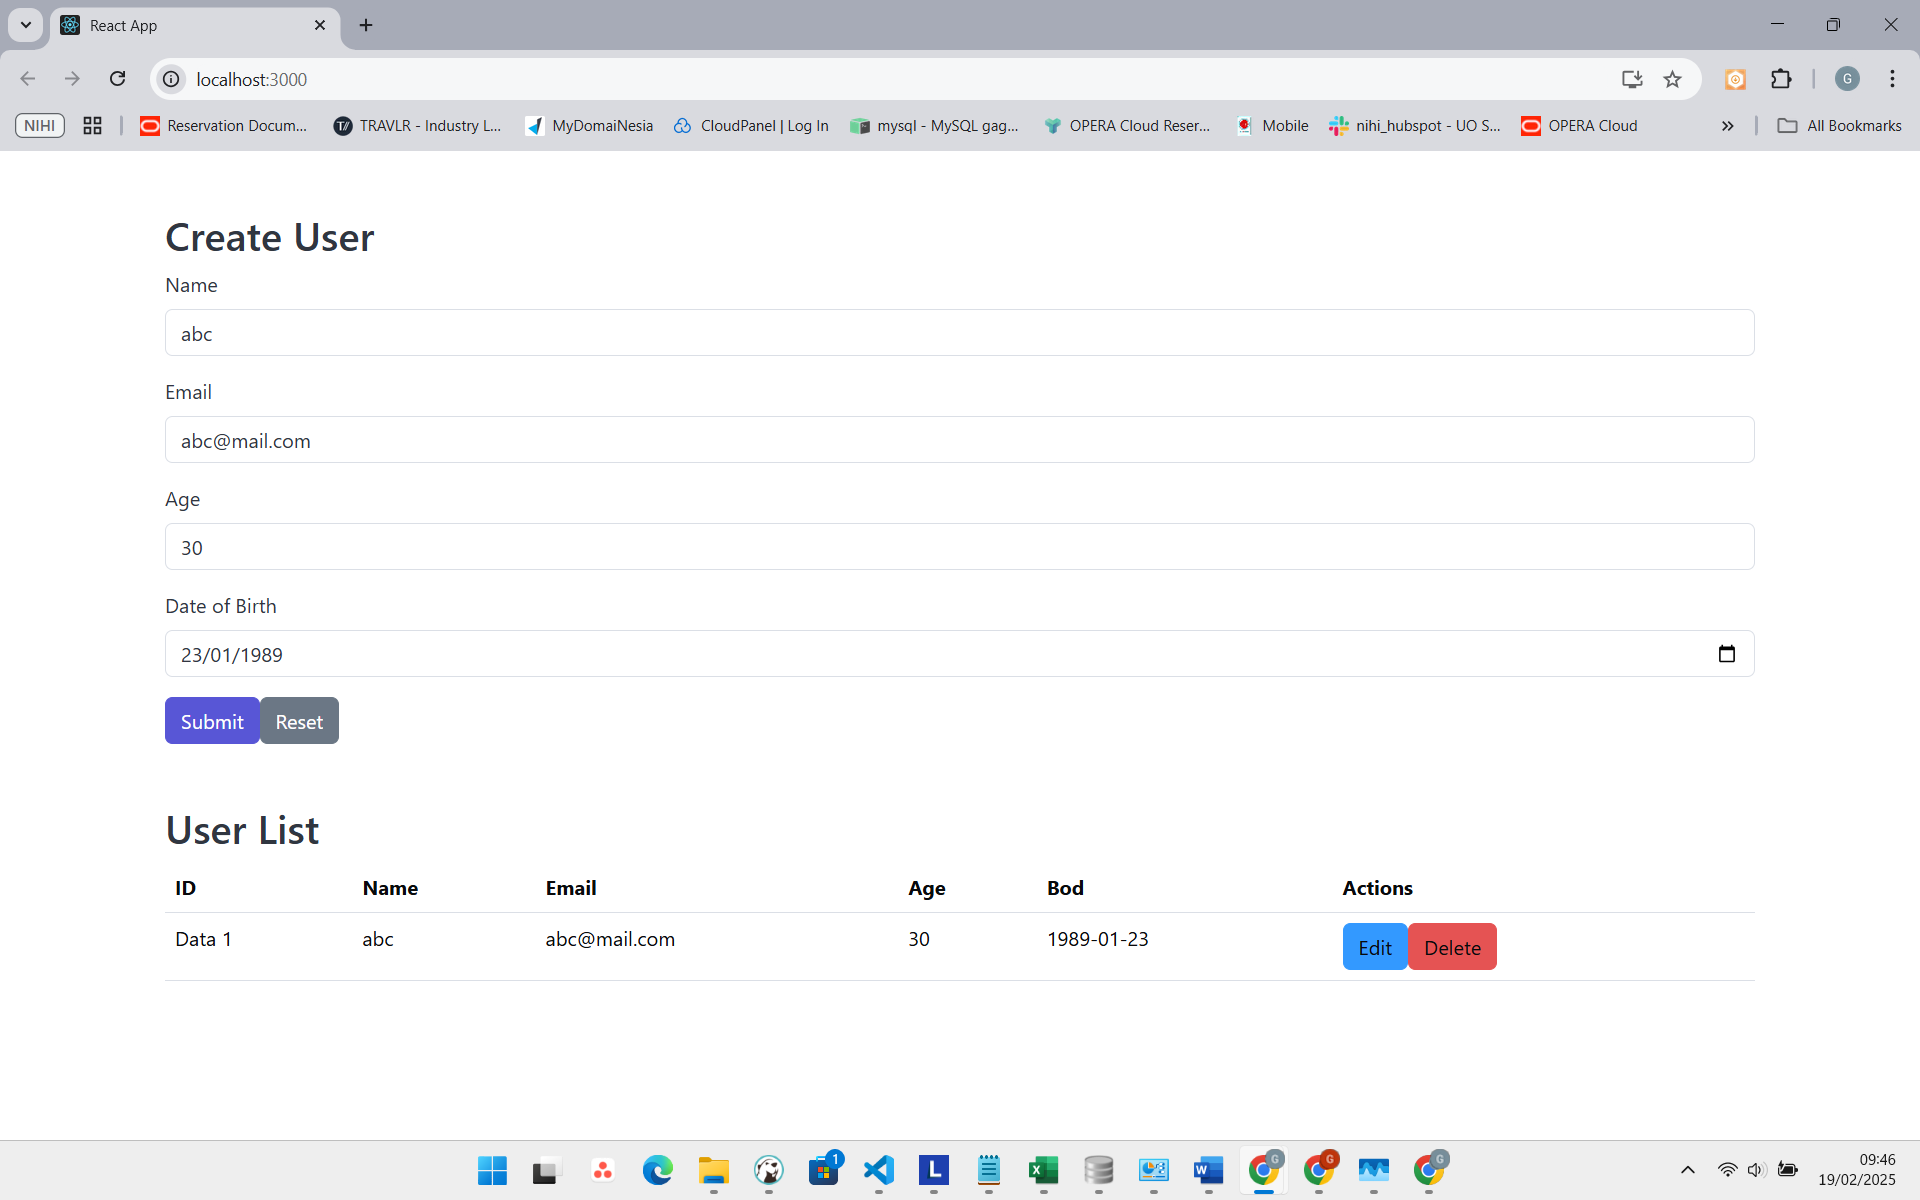 React App
localhost:3000
NIHI
Reservation Docum...
TRAVLR - Industry L...
MyDomaiNesia
CloudPanel | Log In
mysql - MySQL gag...
OPERA Cloud Reser...
Mobile
nihi_hubspot - UO S...
OPERA Cloud
All Bookmarks
G
Create User
Name
abc
Email
abc@mail.com
Age
30
Date of Birth
23/01/1989
Submit Reset
User List
ID Name Email Age Bod Actions
Data 1 abc abc@mail.com 30 1989-01-23 Edit Delete
1
L
G
G
G
09:46
19/02/2025